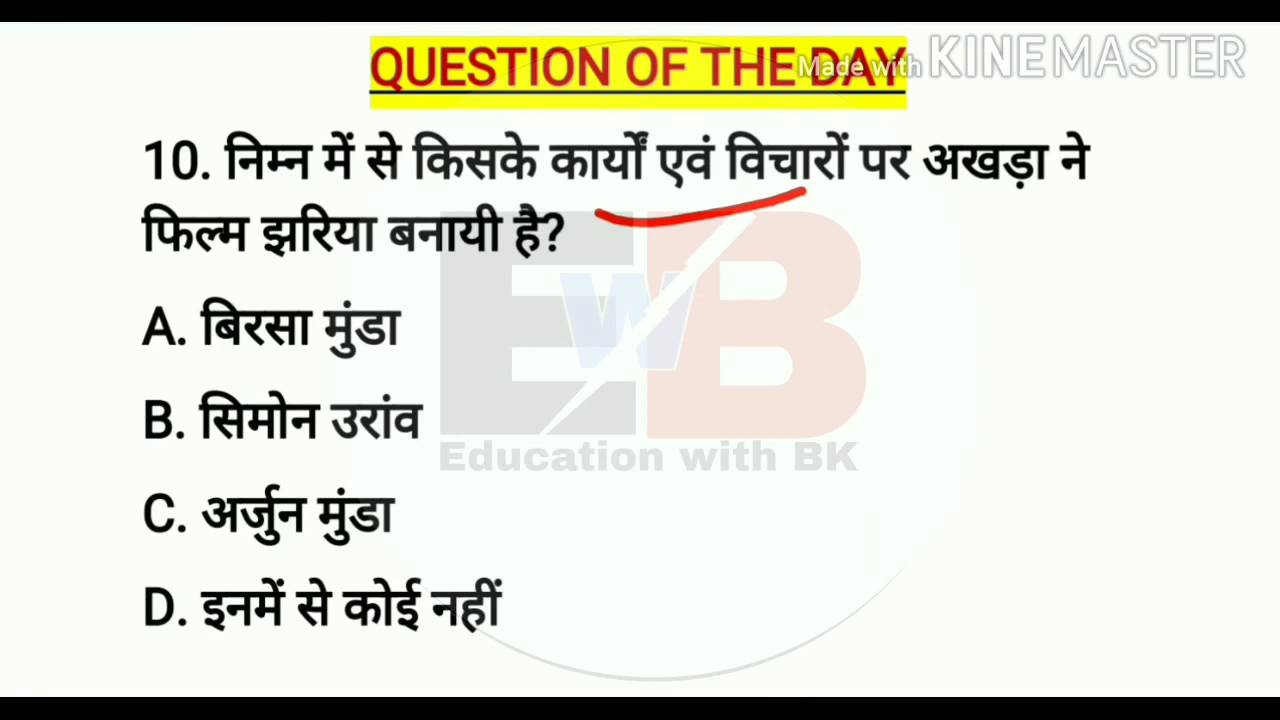 QUESTION OF THE DAY
Made with KINEMASTER
10. निम्न में से किसके कार्यों एवं विचारों पर अखड़ा ने
फिल्म झरिया बनायी है?
A. बिरसा मुंडा
B. सिमोन उरांव
C. अर्जुन मुंडा
D. इनमें से कोई नहीं
EWB
Education with BK